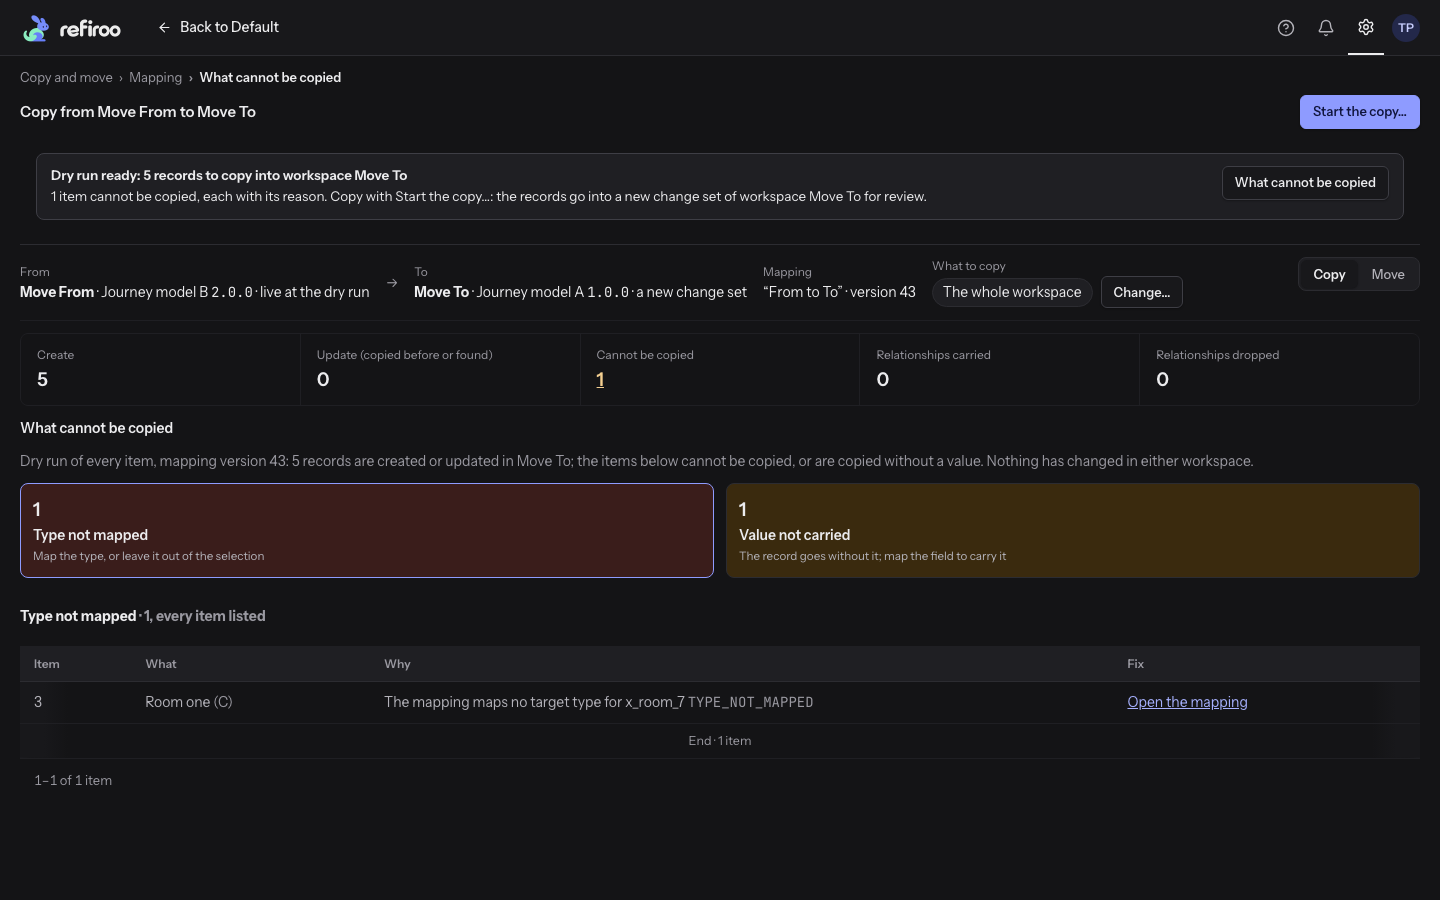 refiroo
← Back to Default
TP
Copy and move › Mapping › What cannot be copied
Copy from Move From to Move To
Start the copy...
Dry run ready: 5 records to copy into workspace Move To
1 item cannot be copied, each with its reason. Copy with Start the copy...: the records go into a new change set of workspace Move To for review.
What cannot be copied
From
Move From · Journey model B 2.0.0 · live at the dry run
→
To
Move To · Journey model A 1.0.0 · a new change set
Mapping
“From to To” · version 43
What to copy
The whole workspace
Change...
Copy
Move
Create
5
Update (copied before or found)
0
Cannot be copied
1
Relationships carried
0
Relationships dropped
0
What cannot be copied
Dry run of every item, mapping version 43: 5 records are created or updated in Move To; the items below cannot be copied, or are copied without a value. Nothing has changed in either workspace.
1
Type not mapped
Map the type, or leave it out of the selection
1
Value not carried
The record goes without it; map the field to carry it
Type not mapped · 1, every item listed
Item What Why Fix
3 Room one (C) The mapping maps no target type for x_room_7 TYPE_NOT_MAPPED Open the mapping
End · 1 item
1–1 of 1 item